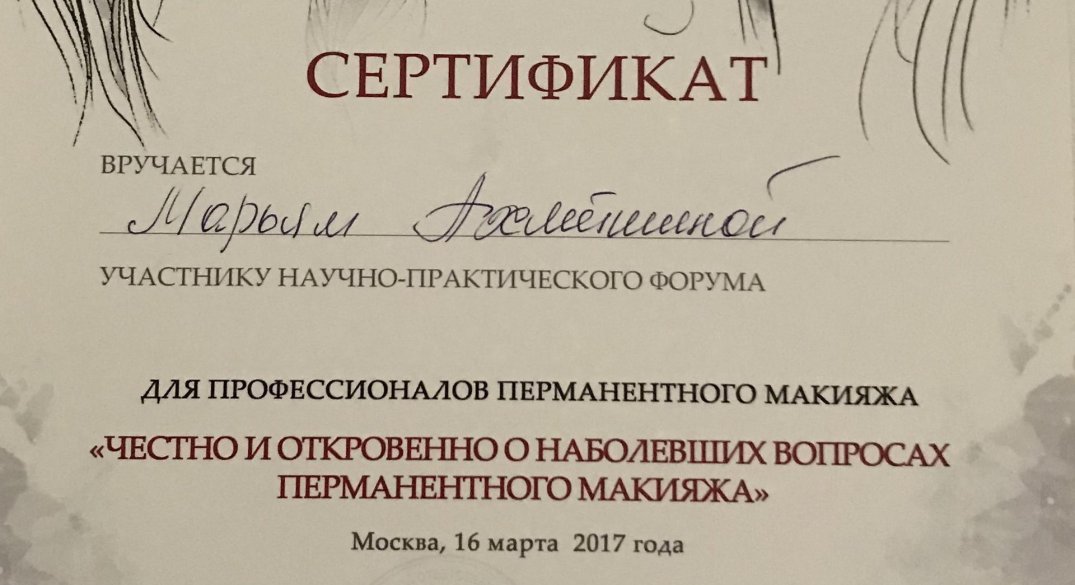 СЕРТИФИКАТ
ВРУЧАЕТСЯ
Марьям
УЧАСТНИКУ НАУЧНО-ПРАКТИЧЕСКОГО ФОРУМА
ДЛЯ ПРОФЕССИОНАЛОВ ПЕРМАНЕНТНОГО МАКИЯЖА
«ЧЕСТНО И ОТКРОВЕННО О НАБОЛЕВШИХ ВОПРОСАХ
ПЕРМАНЕНТНОГО МАКИЯЖА»
Москва, 16 марта 2017 года